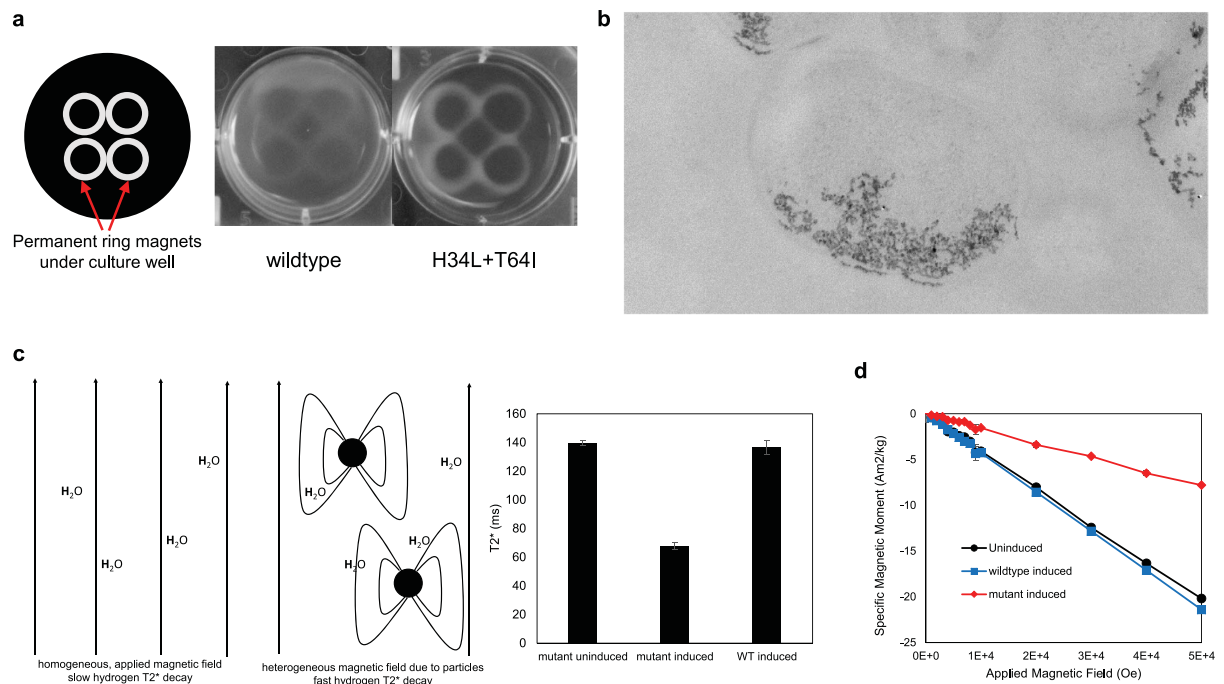 a
Permanent ring magnets
under culture well
wildtype
H34L+T64I
b
c
H₂O
H₂O
H₂O
H₂O
homogeneous, applied magnetic field
slow hydrogen T2* decay
H₂O
H₂O
H₂O
H₂O
heterogeneous magnetic field due to particles
fast hydrogen T2* decay
T2* (ms)
160
140
120
100
80
60
40
20
0
mutant uninduced
mutant induced
WT induced
d
Specific Magnetic Moment (Am2/kg)
0
-5
-10
-15
-20
-25
Uninduced
wildtype induced
mutant induced
0E+0
1E+4
2E+4
3E+4
4E+4
5E+4
Applied Magnetic Field (Oe)